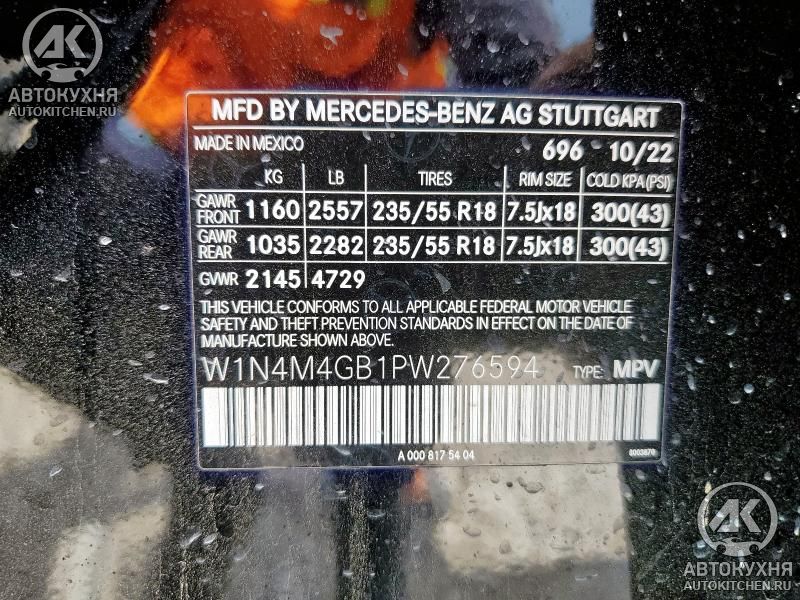 AK
АВТОКУХНЯ
AUTOKITCHEN.RU
MFD BY MERCEDES-BENZ AG STUTTGART
MADE IN MEXICO 696 10/22
KG LB TIRES RIM SIZE COLD KPA(PSI)
GAWR FRONT 1160 2557 235/55 R18 7.5Jx18 300(43)
GAWR REAR 1035 2282 235/55 R18 7.5Jx18 300(43)
GVWR 2145 4729
THIS VEHICLE CONFORMS TO ALL APPLICABLE FEDERAL MOTOR VEHICLE
SAFETY AND THEFT PREVENTION STANDARDS IN EFFECT ON THE DATE OF
MANUFACTURE SHOWN ABOVE.
W1N4M4GB1PW276594 TYPE: MPV
A 000 817 54 04 0003870
AK
АВТОКУХНЯ
AUTOKITCHEN.RU